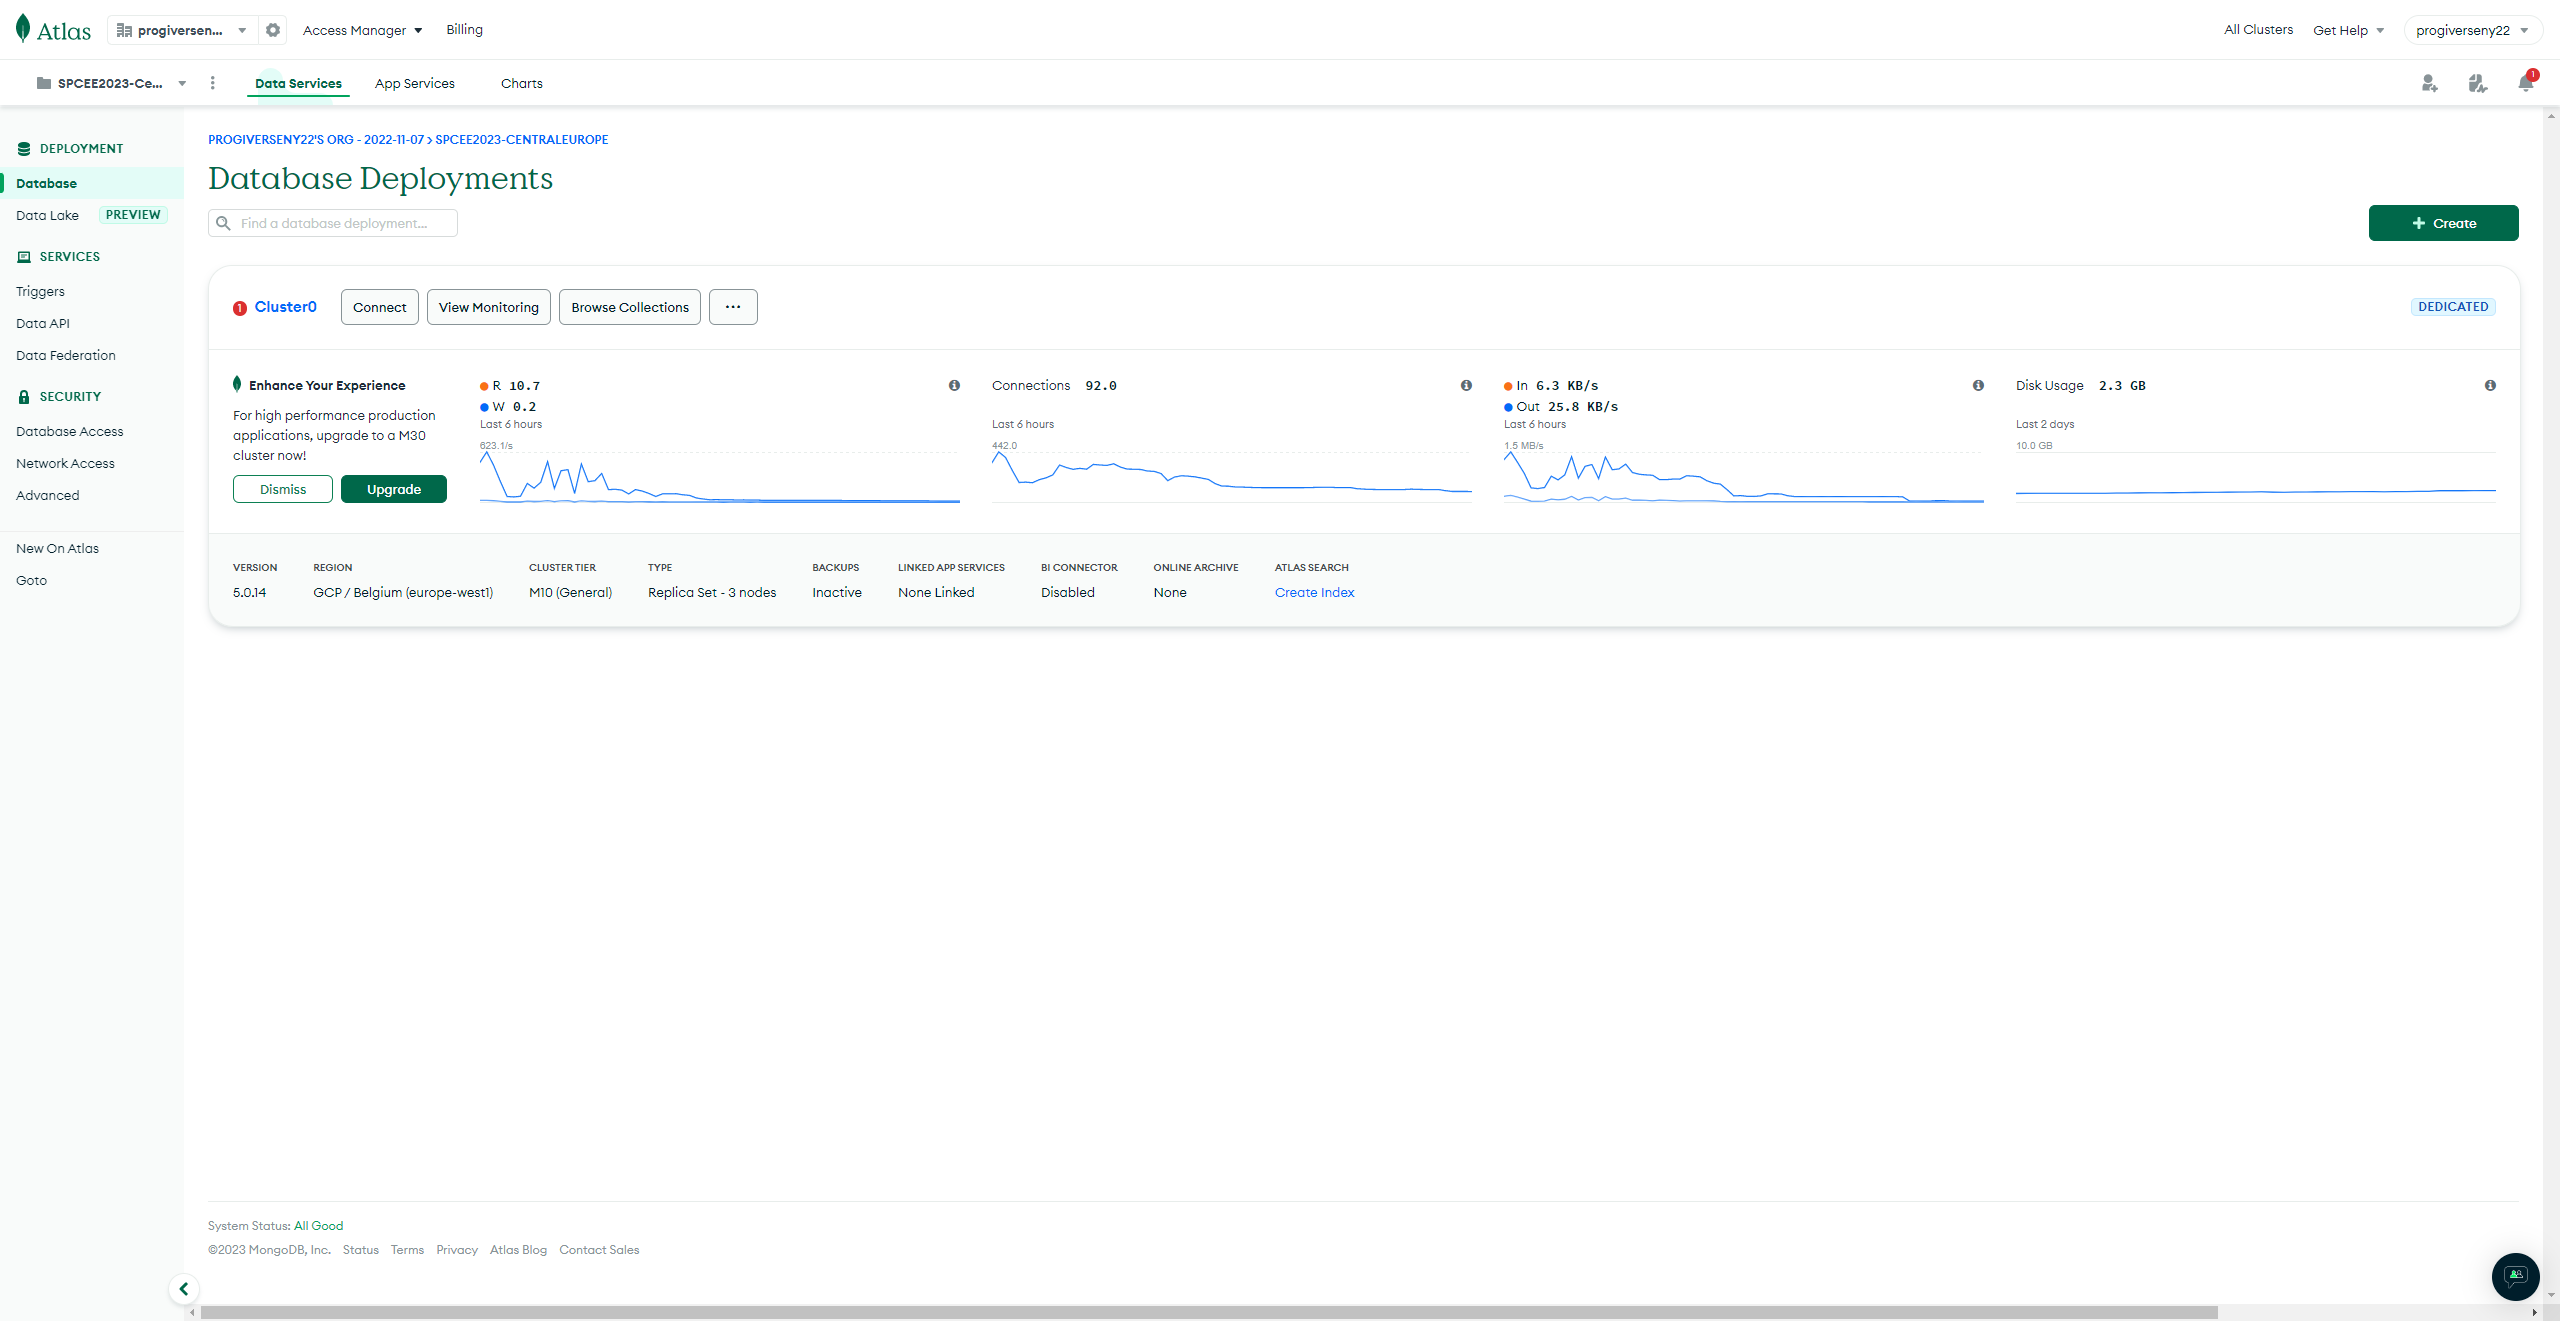 Atlas
progiversen...
Access Manager
Billing
All Clusters
Get Help
progiverseny22
SPCEE2023-Ce...
Data Services
App Services
Charts
1
DEPLOYMENT
Database
Data Lake PREVIEW
SERVICES
Triggers
Data API
Data Federation
SECURITY
Database Access
Network Access
Advanced
New On Atlas
Goto
PROGIVERSENY22'S ORG - 2022-11-07 > SPCEE2023-CENTRALEUROPE
Database Deployments
Find a database deployment...
+ Create
1 Cluster0
Connect
View Monitoring
Browse Collections
...
DEDICATED
Enhance Your Experience
For high performance production
applications, upgrade to a M30
cluster now!
Dismiss
Upgrade
R 10.7
W 0.2
Last 6 hours
623.1/s
Connections 92.0
Last 6 hours
442.0
In 6.3 KB/s
Out 25.8 KB/s
Last 6 hours
1.5 MB/s
Disk Usage 2.3 GB
Last 2 days
10.0 GB
VERSION
5.0.14
REGION
GCP / Belgium (europe-west1)
CLUSTER TIER
M10 (General)
TYPE
Replica Set - 3 nodes
BACKUPS
Inactive
LINKED APP SERVICES
None Linked
BI CONNECTOR
Disabled
ONLINE ARCHIVE
None
ATLAS SEARCH
Create Index
System Status: All Good
©2023 MongoDB, Inc. Status Terms Privacy Atlas Blog Contact Sales